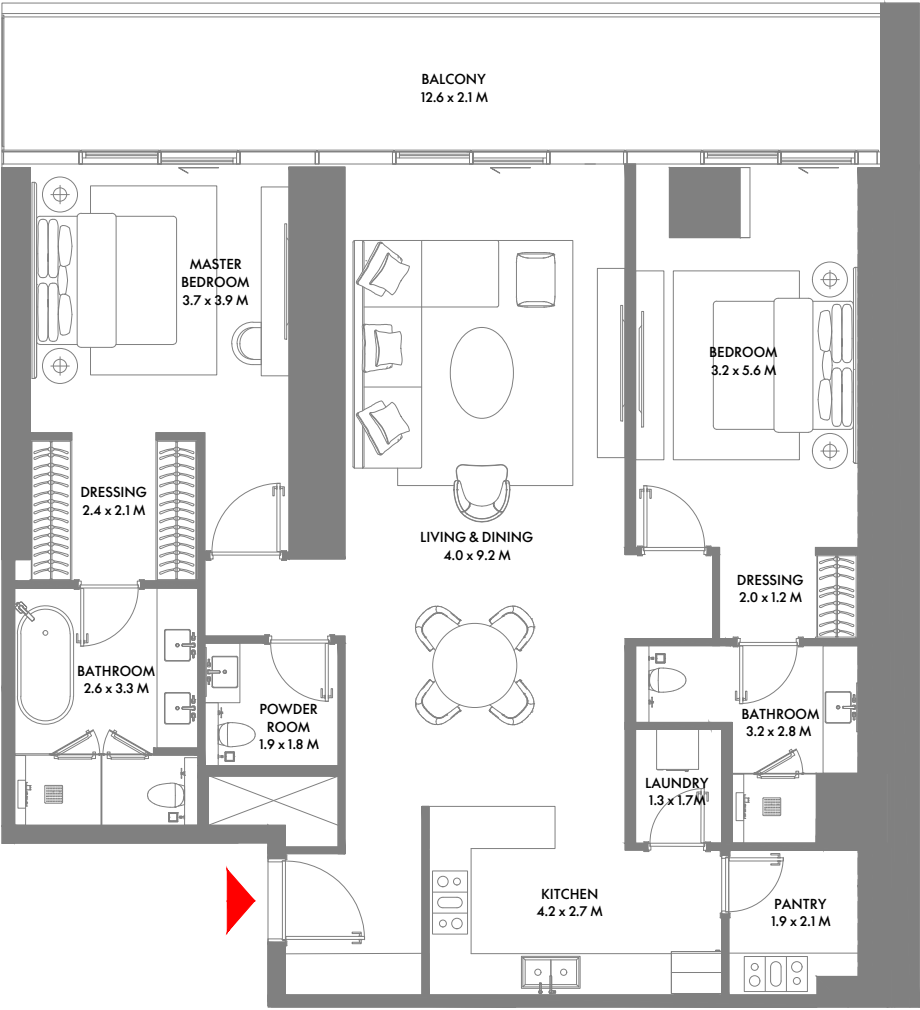 BALCONY
12.6 x 2.1 M
MASTER
BEDROOM
3.7 x 3.9 M
BEDROOM
3.2 x 5.6 M
DRESSING
2.4 x 2.1 M
LIVING & DINING
4.0 x 9.2 M
DRESSING
2.0 x 1.2 M
BATHROOM
2.6 x 3.3 M
POWDER
ROOM
1.9 x 1.8 M
BATHROOM
3.2 x 2.8 M
LAUNDRY
1.3 x 1.7M
KITCHEN
4.2 x 2.7 M
PANTRY
1.9 x 2.1 M